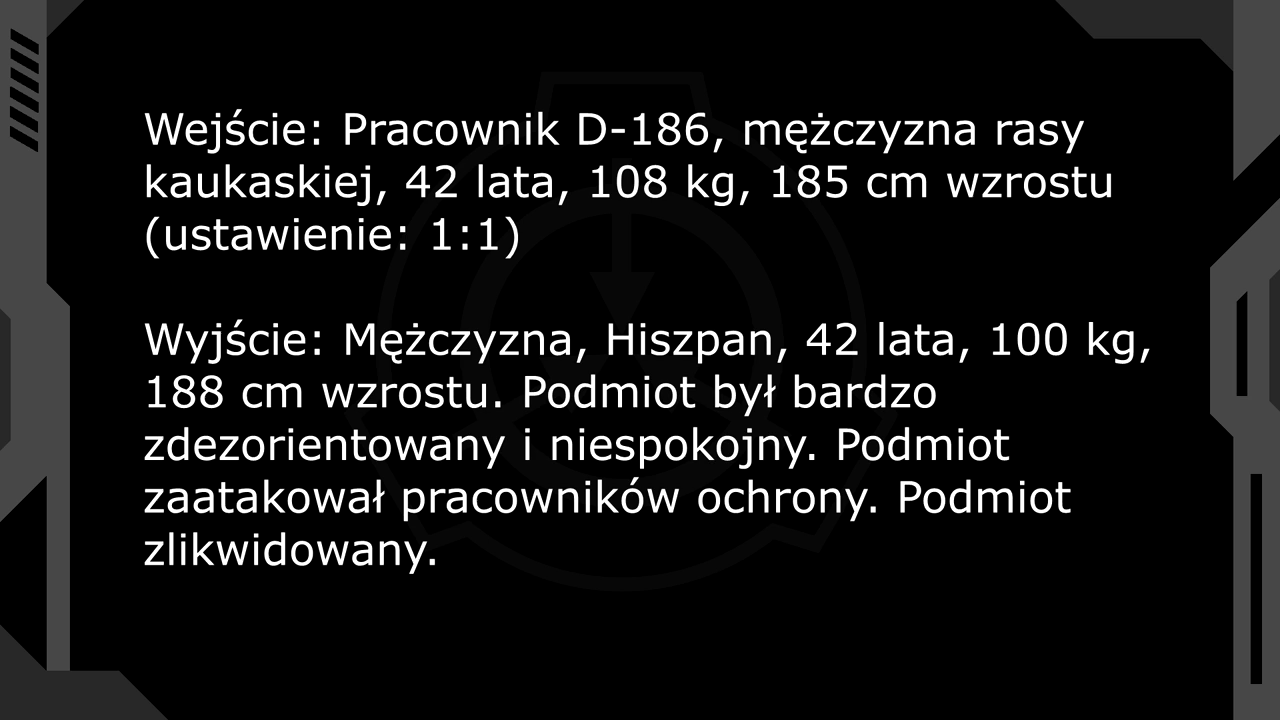 Wejście: Pracownik D-186, mężczyzna rasy
kaukaskiej, 42 lata, 108 kg, 185 cm wzrostu
(ustawienie: 1:1)
Wyjście: Mężczyzna, Hiszpan, 42 lata, 100 kg,
188 cm wzrostu. Podmiot był bardzo
zdezorientowany i niespokojny. Podmiot
zaatakował pracowników ochrony. Podmiot
zlikwidowany.